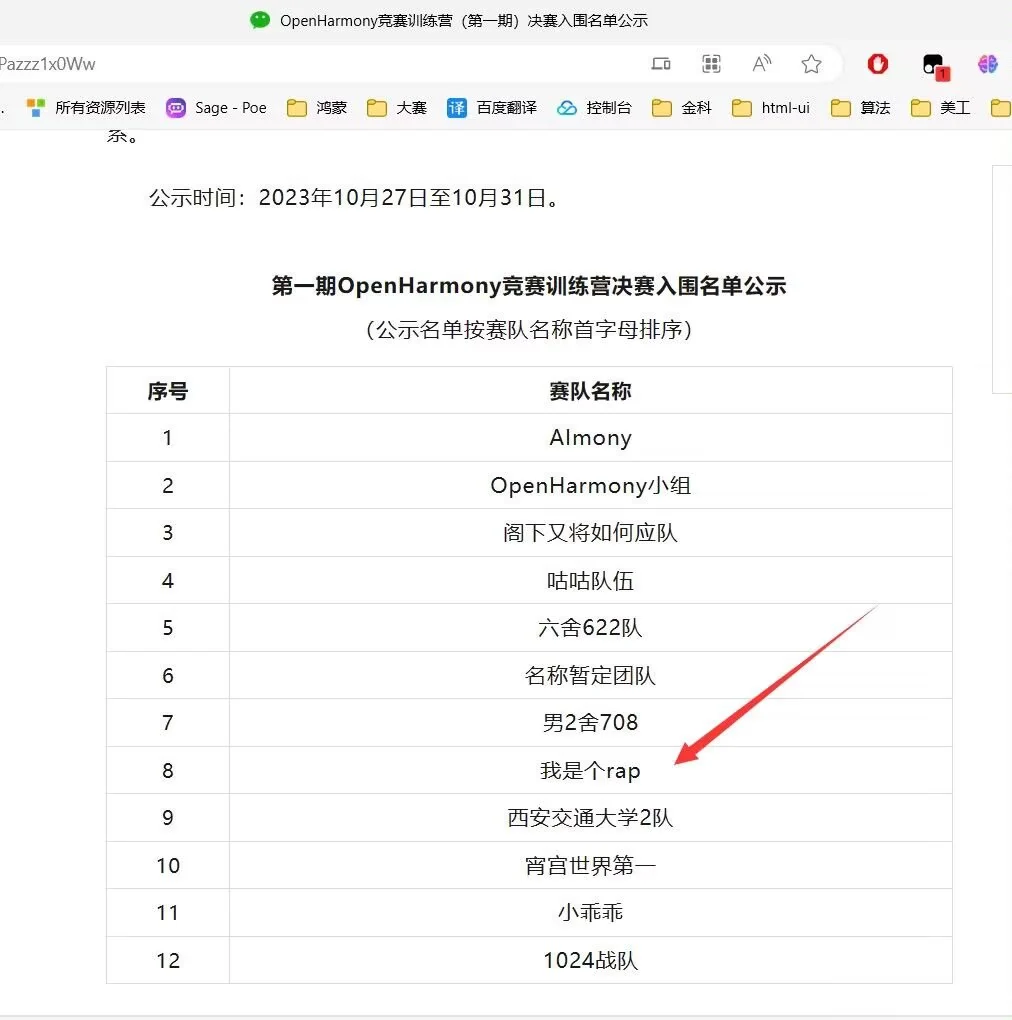 OpenHarmony竞赛训练营（第一期）决赛入围名单公示
Pazzz1x0Ww
1
所有资源列表 Sage - Poe 鸿蒙 大赛 译 百度翻译 控制台 金科 html-ui 算法 美工
系。
公示时间：2023年10月27日至10月31日。
第一期OpenHarmony竞赛训练营决赛入围名单公示
（公示名单按赛队名称首字母排序）
序号 赛队名称
1 Almony
2 OpenHarmony小组
3 阁下又将如何应队
4 咕咕队伍
5 六舍622队
6 名称暂定团队
7 男2舍708
8 我是个rap
9 西安交通大学2队
10 宵宫世界第一
11 小乖乖
12 1024战队